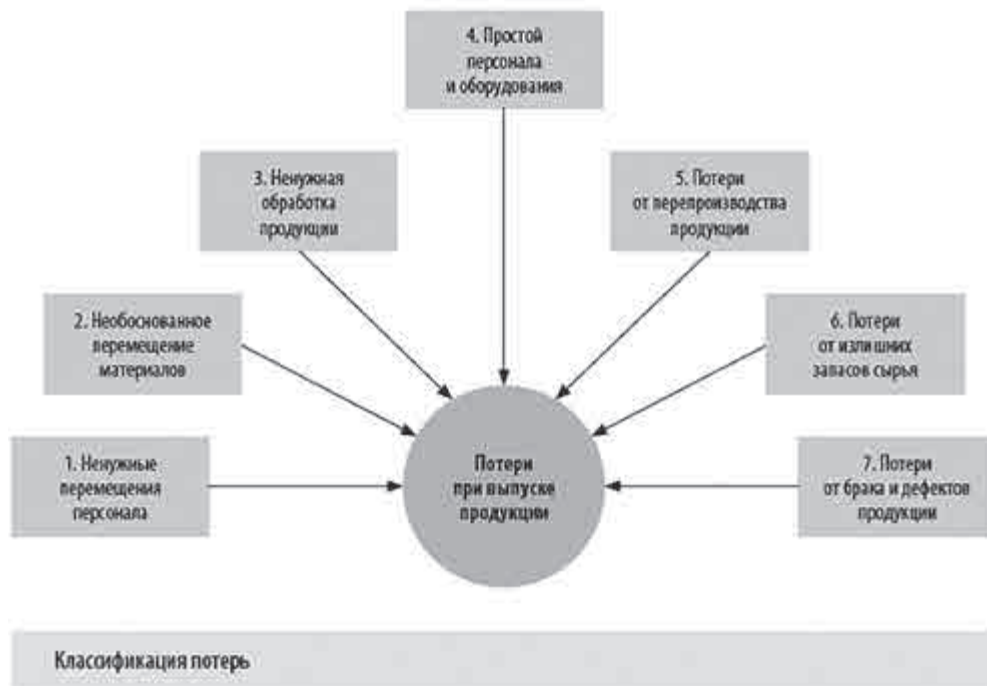 4. Простой
персонала
и оборудования
3. Ненужная
обработка
продукции
5. Потери
от перепроизводства
продукции
2. Необоснованное
перемещение
материалов
6. Потери
от излишних
запасов сырья
1. Ненужные
перемещения
персонала
Потери
при выпуске
продукции
7. Потери
от брака и дефектов
продукции
Классификация потерь